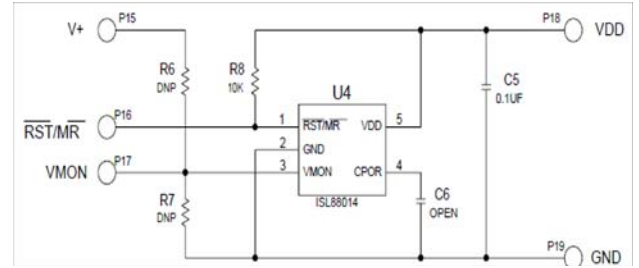 V+ P15 P18 VDD
R6 DNP R8 10K U4 C5 0.1UF
RST/MR P16 1 RST/MR VDD 5
2 GND
VMON P17 3 VMON CPOR 4
R7 DNP ISL88014 C6 OPEN
P19 GND